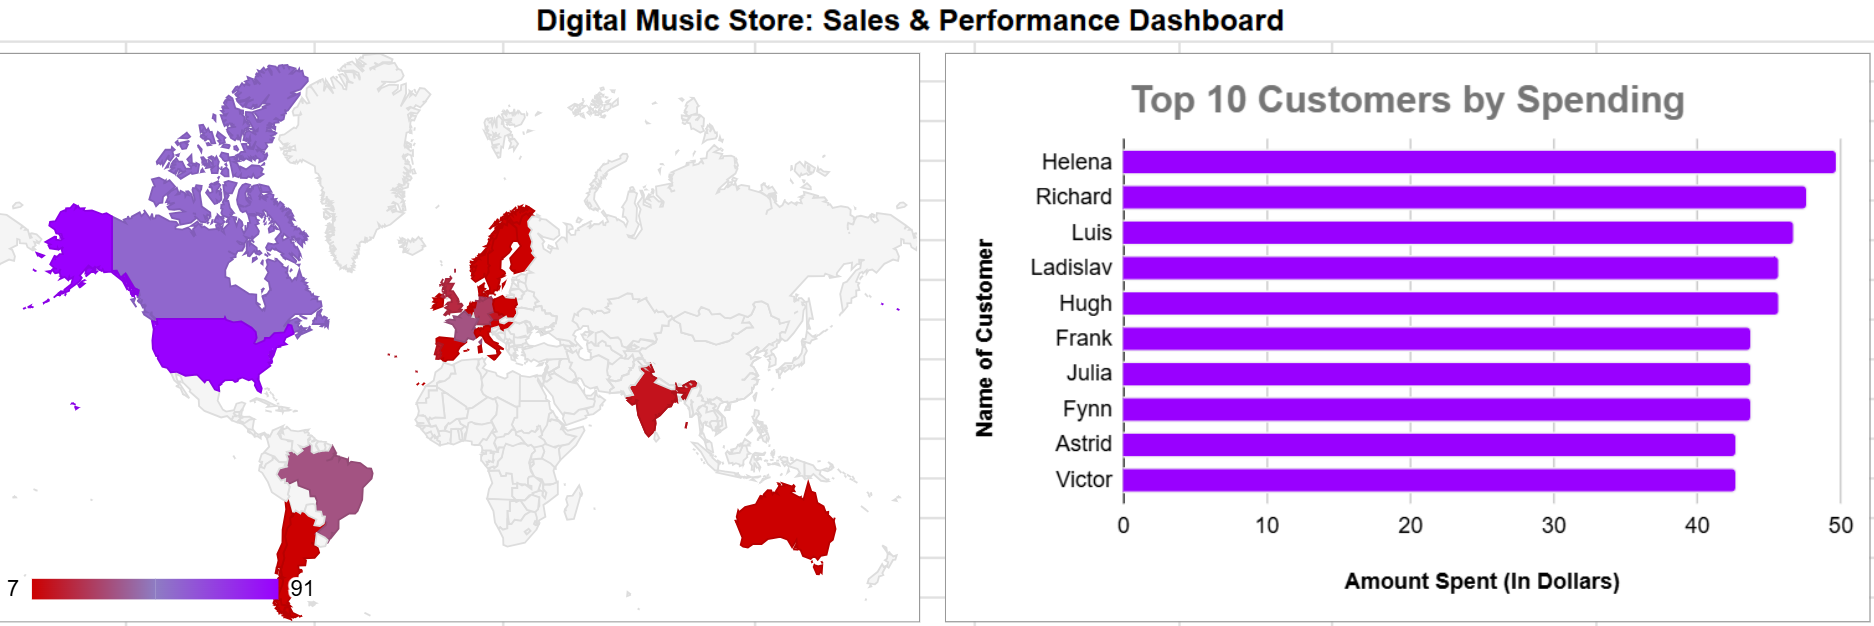 Digital Music Store: Sales & Performance Dashboard
7
91
Top 10 Customers by Spending
Name of Customer
Helena
Richard
Luis
Ladislav
Hugh
Frank
Julia
Fynn
Astrid
Victor
0 10 20 30 40 50
Amount Spent (In Dollars)